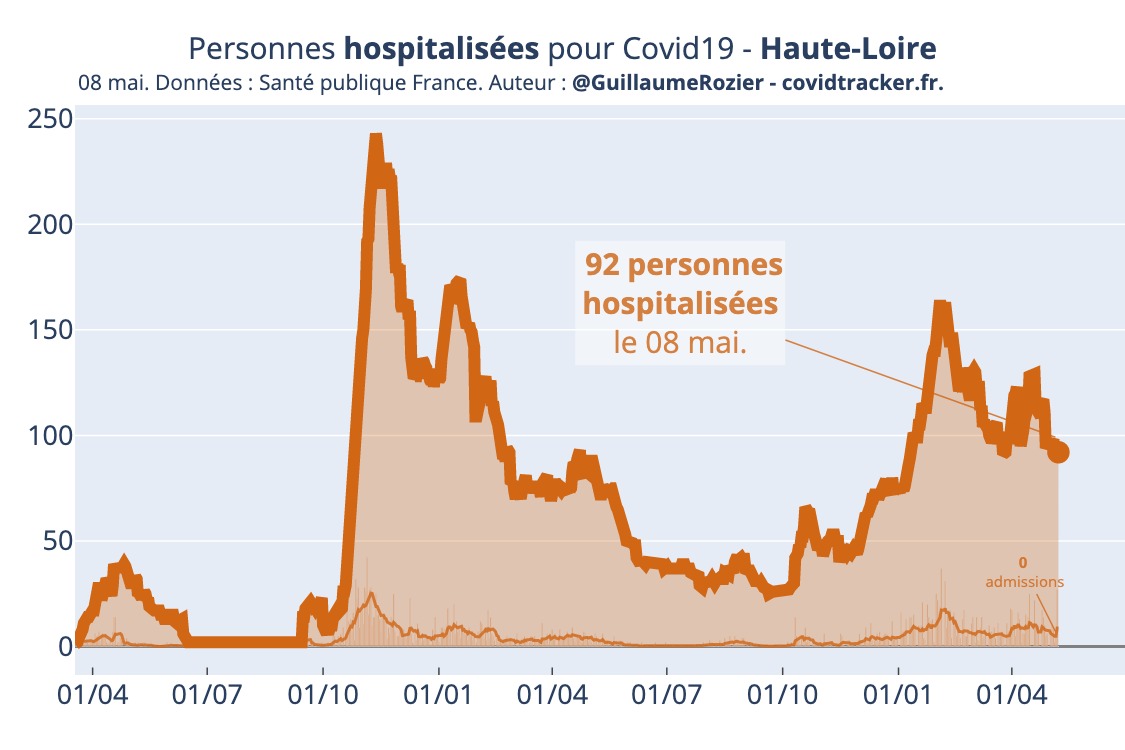 Personnes hospitalisées pour Covid19 - Haute-Loire
08 mai. Données : Santé publique France. Auteur : @GuillaumeRozier - covidtracker.fr.
250
200
150
100
50
0
92 personnes
hospitalisées
le 08 mai.
0
admissions
01/04
01/07
01/10
01/01
01/04
01/07
01/10
01/01
01/04